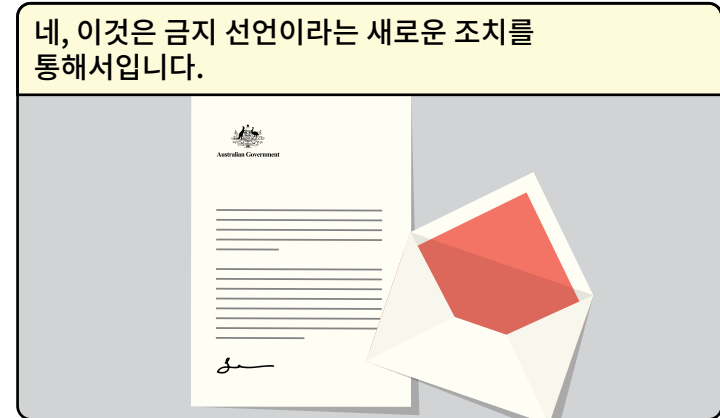 네, 이것은 금지 선언이라는 새로운 조치를
통해서입니다.
Australian Government